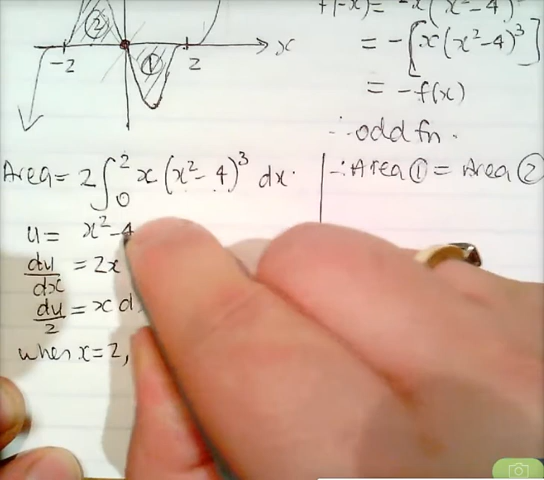 f(-x) = -x(x²-4)³
= -[x(x²-4)³]
= -f(x)
∴ odd fn.
② ① -2 2 x
Area = 2∫₀² x(x²-4)³ dx.
∴ Area ① = Area ②
u = x²-4
du/dx = 2x
du/2 = x d
when x=2,